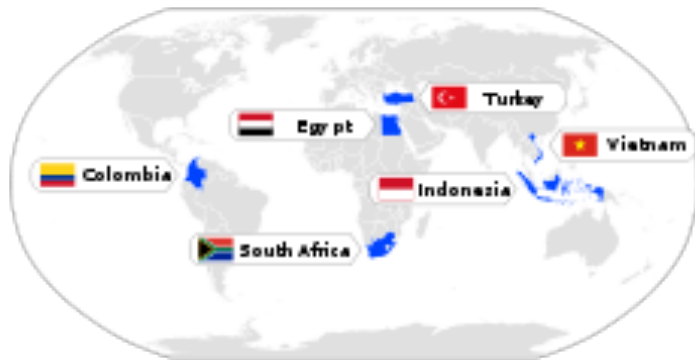 Turkey
Egypt
Vietnam
Colombia
Indonesia
South Africa